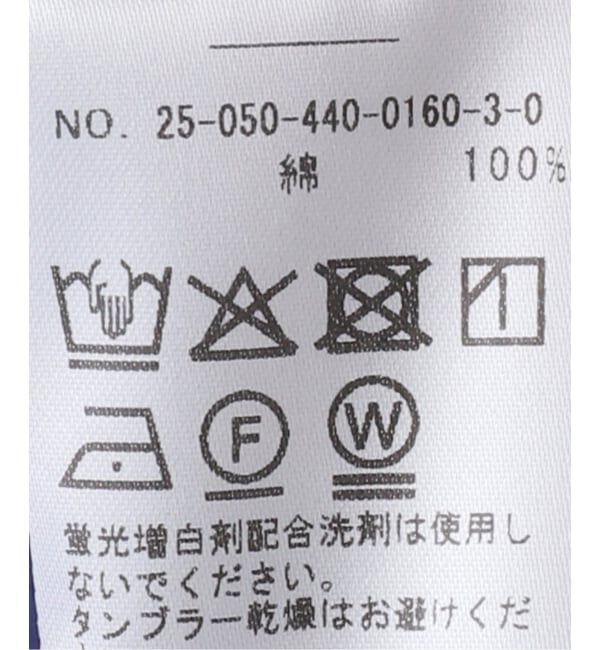 NO. 25-050-440-0160-3-0
綿 100%
F W
蛍光増白剤配合洗剤は使用し
ないでください。
タンブラー乾燥はお避けくだ